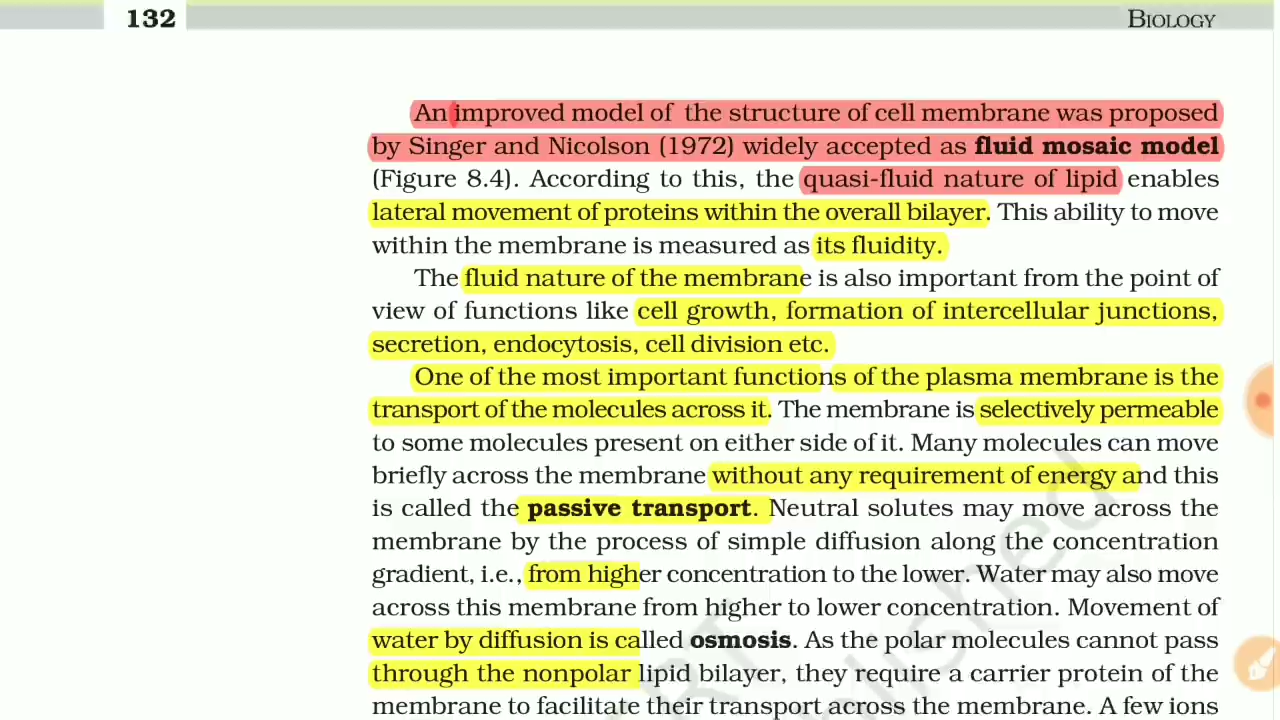 132
BIOLOGY
An improved model of the structure of cell membrane was proposed
by Singer and Nicolson (1972) widely accepted as fluid mosaic model
(Figure 8.4). According to this, the quasi-fluid nature of lipid enables
lateral movement of proteins within the overall bilayer. This ability to move
within the membrane is measured as its fluidity.
The fluid nature of the membrane is also important from the point of
view of functions like cell growth, formation of intercellular junctions,
secretion, endocytosis, cell division etc.
One of the most important functions of the plasma membrane is the
transport of the molecules across it. The membrane is selectively permeable
to some molecules present on either side of it. Many molecules can move
briefly across the membrane without any requirement of energy and this
is called the passive transport. Neutral solutes may move across the
membrane by the process of simple diffusion along the concentration
gradient, i.e., from higher concentration to the lower. Water may also move
across this membrane from higher to lower concentration. Movement of
water by diffusion is called osmosis. As the polar molecules cannot pass
through the nonpolar lipid bilayer, they require a carrier protein of the
membrane to facilitate their transport across the membrane. A few ions